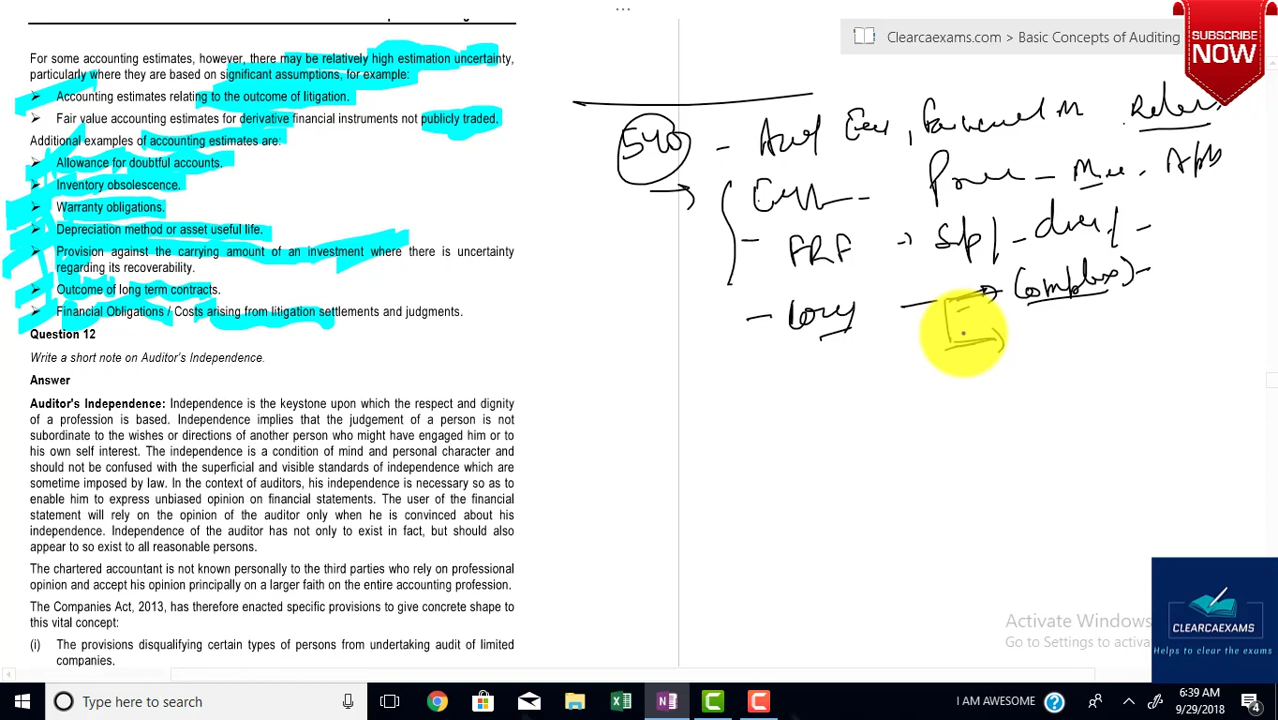 SUBSCRIBE
NOW
Clearcaexams.com > Basic Concepts of Auditing
For some accounting estimates, however, there may be relatively high estimation uncertainty,
particularly where they are based on significant assumptions, for example:
➤ Accounting estimates relating to the outcome of litigation.
➤ Fair value accounting estimates for derivative financial instruments not publicly traded.
Additional examples of accounting estimates are:
➤ Allowance for doubtful accounts.
➤ Inventory obsolescence.
➤ Warranty obligations.
➤ Depreciation method or asset useful life.
➤ Provision against the carrying amount of an investment where there is uncertainty
regarding its recoverability.
➤ Outcome of long term contracts.
➤ Financial Obligations / Costs arising from litigation settlements and judgments.
Question 12
Write a short note on Auditor's Independence.
Answer
Auditor's Independence: Independence is the keystone upon which the respect and dignity
of a profession is based. Independence implies that the judgement of a person is not
subordinate to the wishes or directions of another person who might have engaged him or to
his own self interest. The independence is a condition of mind and personal character and
should not be confused with the superficial and visible standards of independence which are
sometime imposed by law. In the context of auditors, his independence is necessary so as to
enable him to express unbiased opinion on financial statements. The user of the financial
statement will rely on the opinion of the auditor only when he is convinced about his
independence. Independence of the auditor has not only to exist in fact, but should also
appear to so exist to all reasonable persons.
The chartered accountant is not known personally to the third parties who rely on professional
opinion and accept his opinion principally on a larger faith on the entire accounting profession.
The Companies Act, 2013, has therefore enacted specific provisions to give concrete shape to
this vital concept:
(i) The provisions disqualifying certain types of persons from undertaking audit of limited
companies.
540
FRF
Complex)
Activate Windows
Go to Settings to activa
CLEARCAEXAMS
Helps to clear the exams
Type here to search
I AM AWESOME
6:39 AM
9/29/2018
4